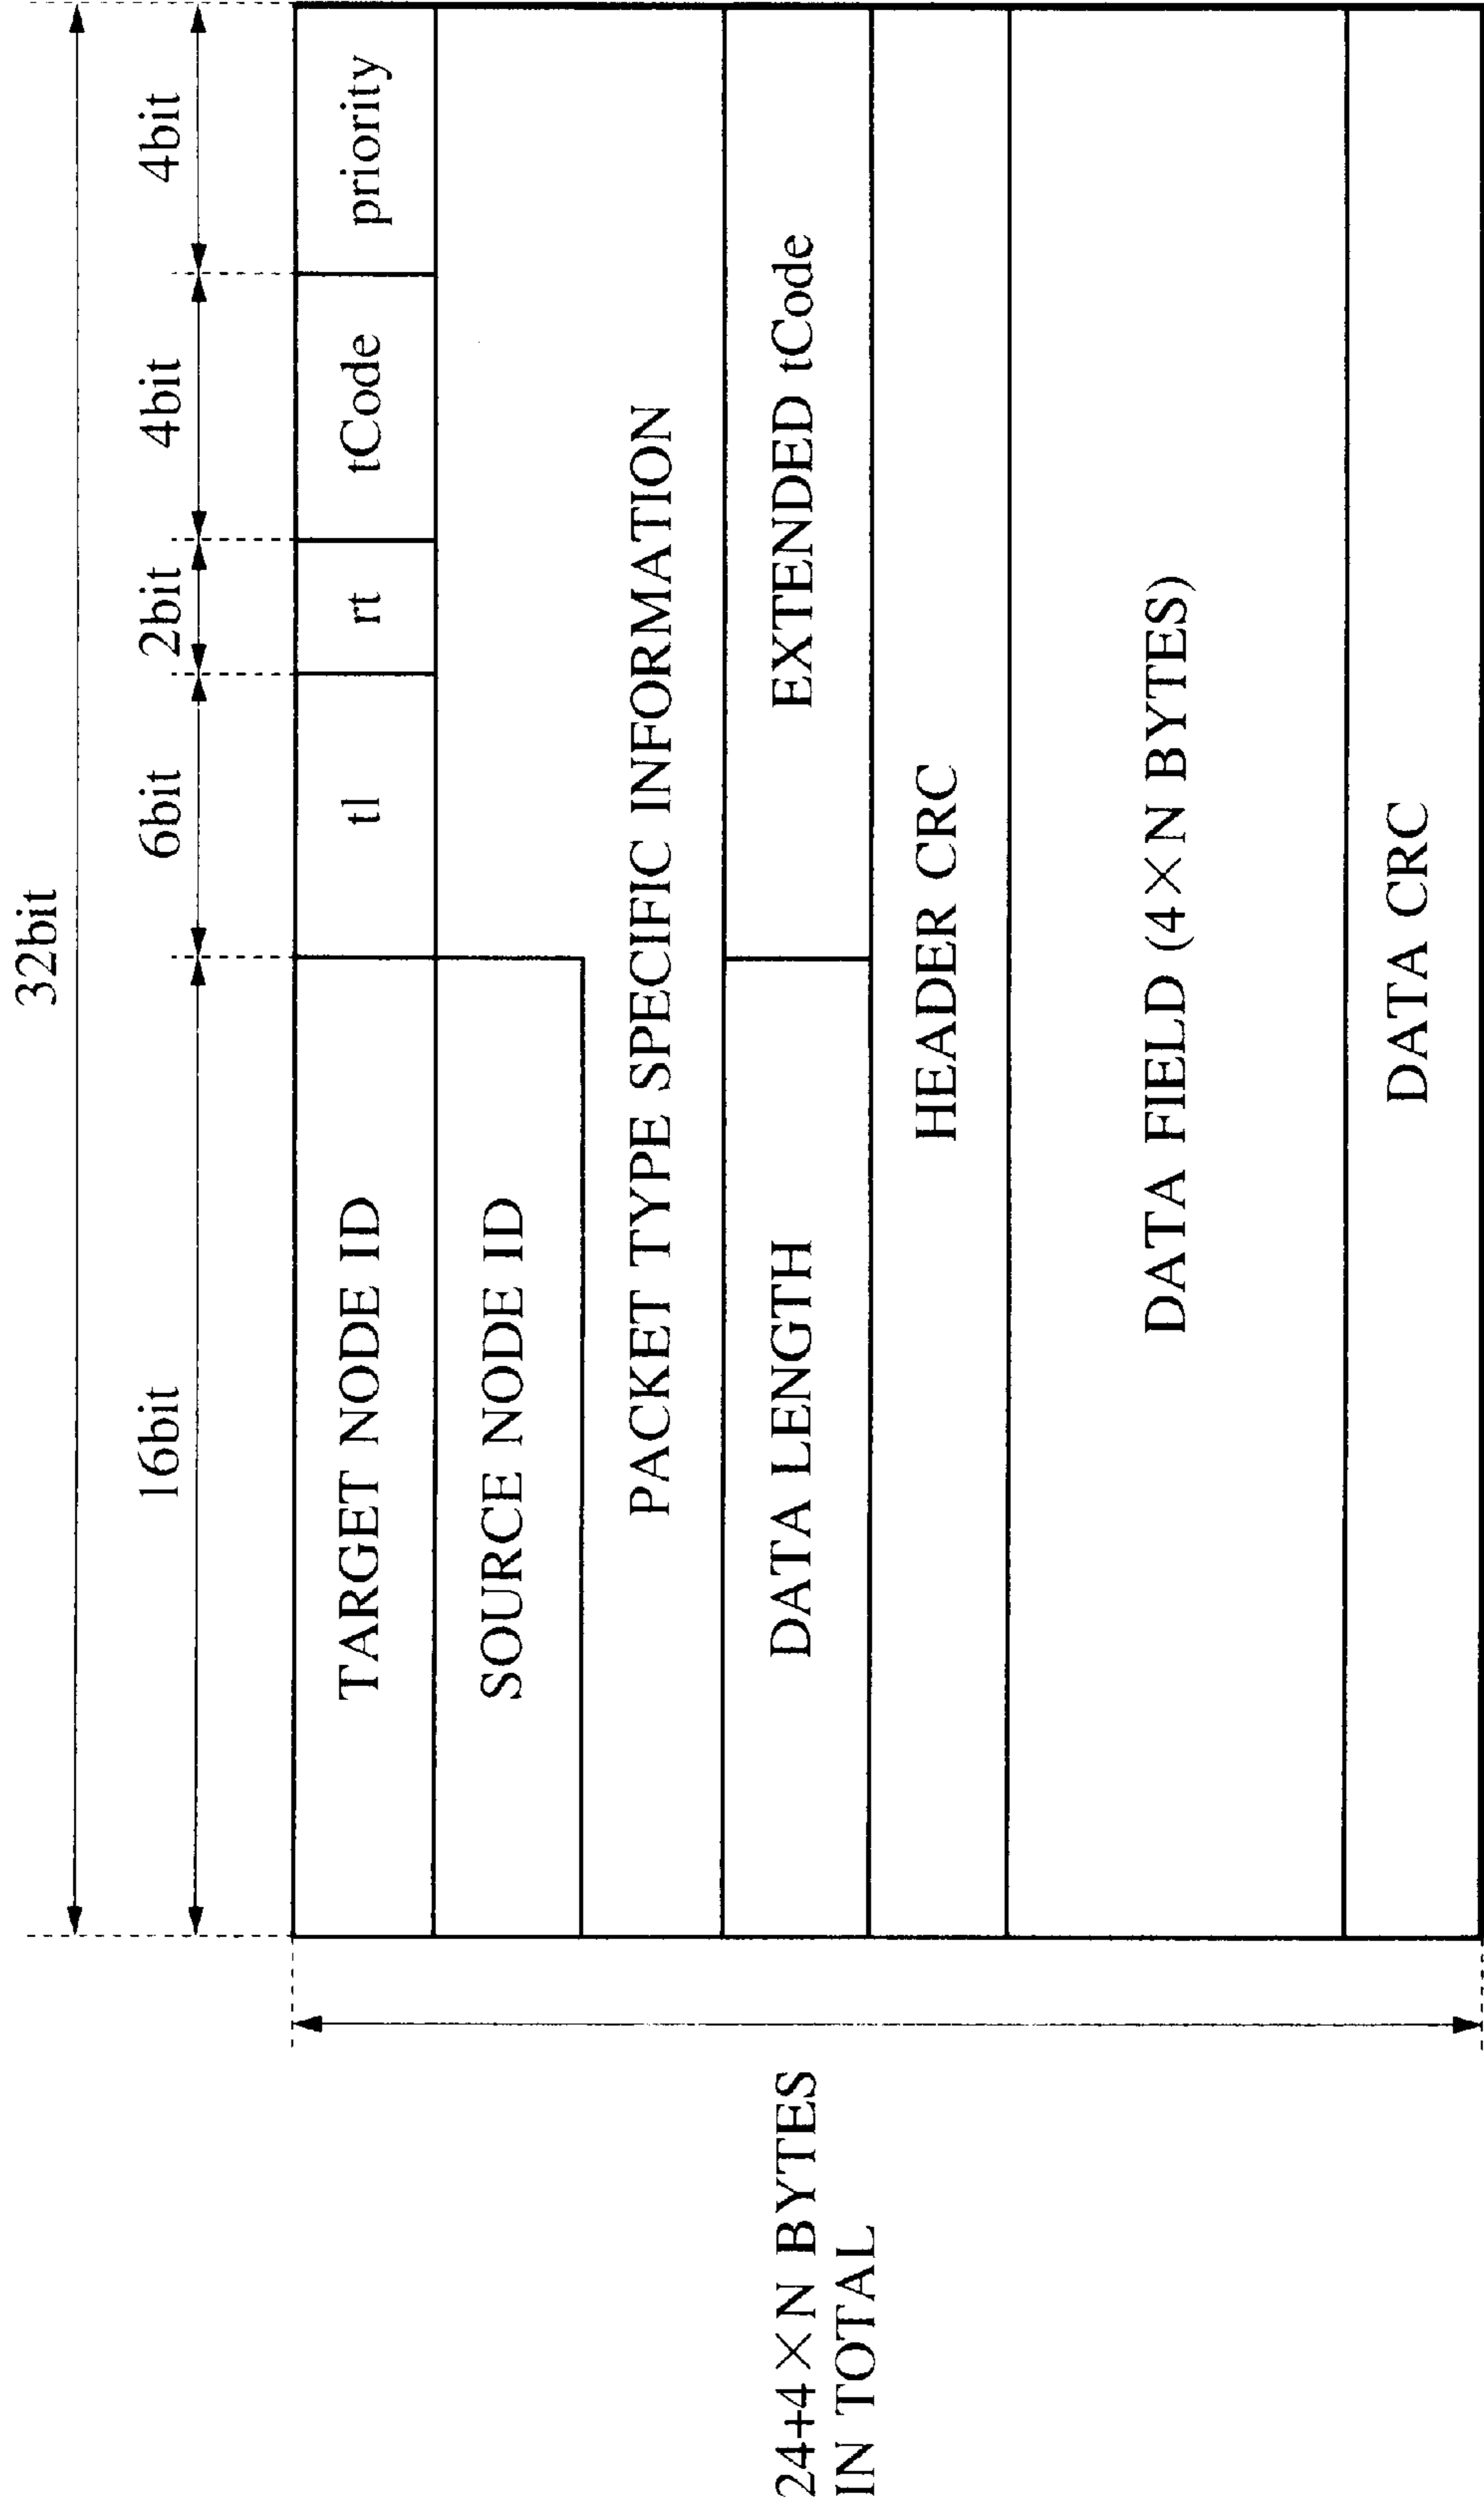 32bit
16bit
6bit
2bit
4bit
4bit
TARGET NODE ID
tl
rt
tCode
priority
SOURCE NODE ID
PACKET TYPE SPECIFIC INFORMATION
DATA LENGTH
EXTENDED tCode
HEADER CRC
DATA FIELD (4×N BYTES)
DATA CRC
24+4×N BYTES
IN TOTAL